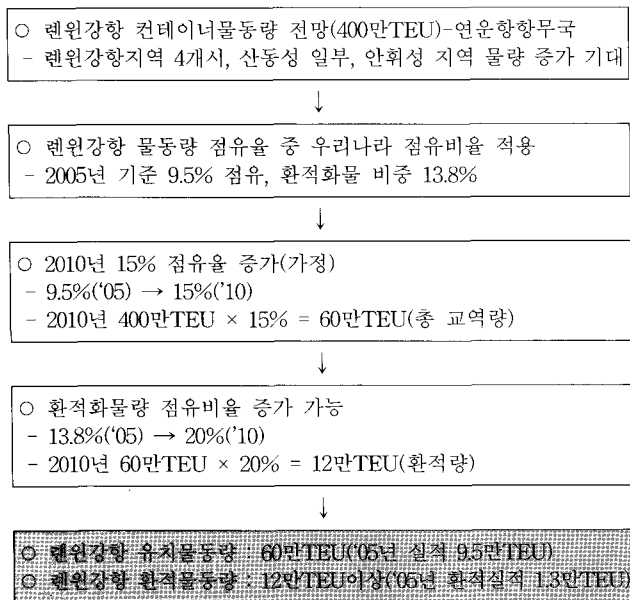 ○ 롄윈강항 컨테이너물동량 전망(400만TEU)-연운항항무국
- 롄윈강항지역 4개시, 산동성 일부, 안휘성 지역 물량 증가 기대
↓
○ 롄윈강항 물동량 점유율 중 우리나라 점유비율 적용
- 2005년 기준 9.5% 점유, 환적화물 비중 13.8%
↓
○ 2010년 15% 점유율 증가(가정)
- 9.5%('05) → 15%('10)
- 2010년 400만TEU × 15% = 60만TEU(총 교역량)
↓
○ 환적화물량 점유비율 증가 가능
- 13.8%('05) → 20%('10)
- 2010년 60만TEU × 20% = 12만TEU(환적량)
↓
○ 롄윈강항 유치물동량 : 60만TEU('05년 실적 9.5만TEU)
○ 롄윈강항 환적물동량 : 12만TEU이상('05년 환적실적 1.3만TEU)